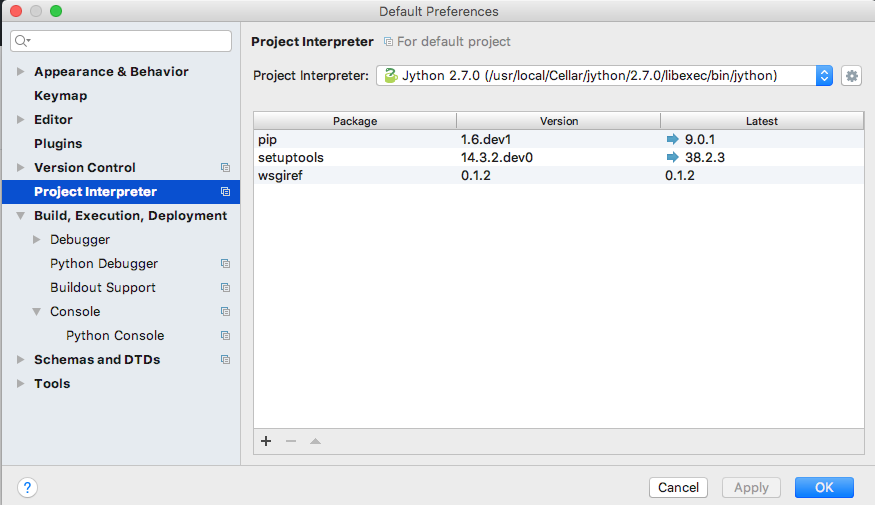 Default Preferences
Appearance & Behavior
Keymap
Editor
Plugins
Version Control
Project Interpreter
Build, Execution, Deployment
Debugger
Python Debugger
Buildout Support
Console
Python Console
Schemas and DTDs
Tools
Project Interpreter For default project
Project Interpreter: Jython 2.7.0 (/usr/local/Cellar/jython/2.7.0/libexec/bin/jython)
Package Version Latest
pip 1.6.dev1 9.0.1
setuptools 14.3.2.dev0 38.2.3
wsgiref 0.1.2 0.1.2
? Cancel Apply OK